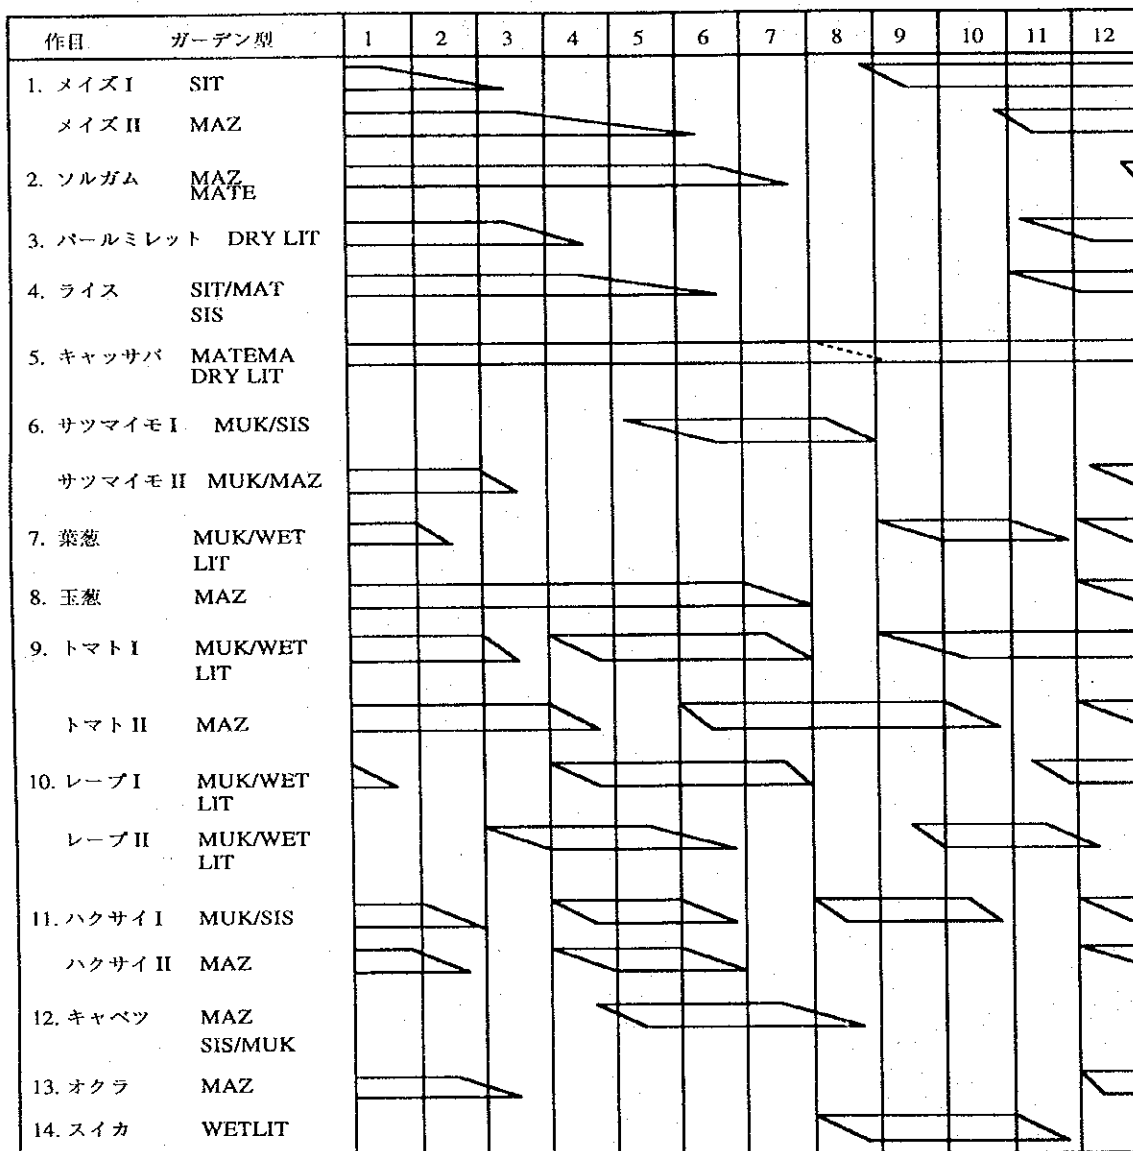 作目 ガーデン型 1 2 3 4 5 6 7 8 9 10 11 12
1. メイズ I SIT
メイズ II MAZ
2. ソルガム MAZ
MATE
3. パールミレット DRY LIT
4. ライス SIT/MAT
SIS
5. キャッサバ MATEMA
DRY LIT
6. サツマイモ I MUK/SIS
サツマイモ II MUK/MAZ
7. 葉葱 MUK/WET
LIT
8. 玉葱 MAZ
9. トマト I MUK/WET
LIT
トマト II MAZ
10. レープ I MUK/WET
LIT
レープ II MUK/WET
LIT
11. ハクサイ I MUK/SIS
ハクサイ II MAZ
12. キャベツ MAZ
SIS/MUK
13. オクラ MAZ
14. スイカ WETLIT